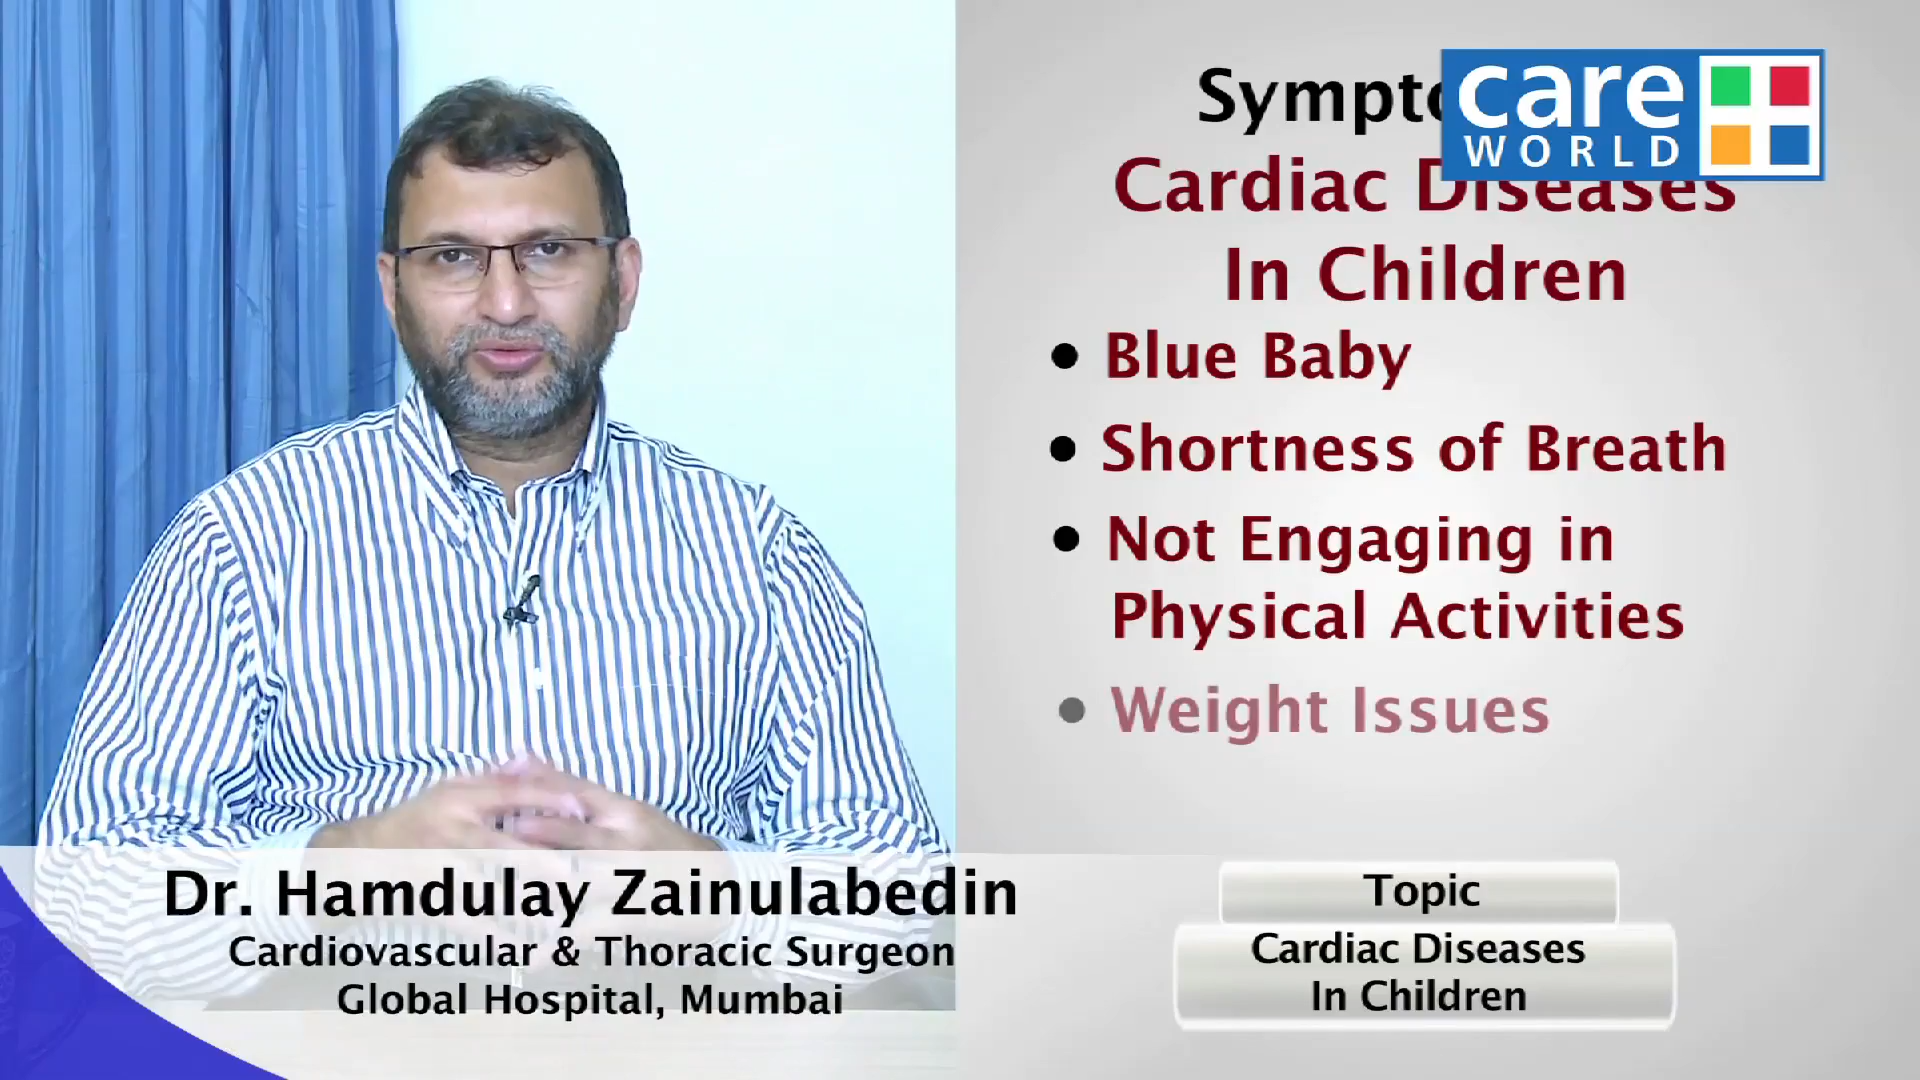 care
WORLD
Cardiac Diseases
In Children
• Blue Baby
• Shortness of Breath
• Not Engaging in
Physical Activities
• Weight Issues
Dr. Hamdulay Zainulabedin
Cardiovascular & Thoracic Surgeon
Global Hospital, Mumbai
Topic
Cardiac Diseases
In Children